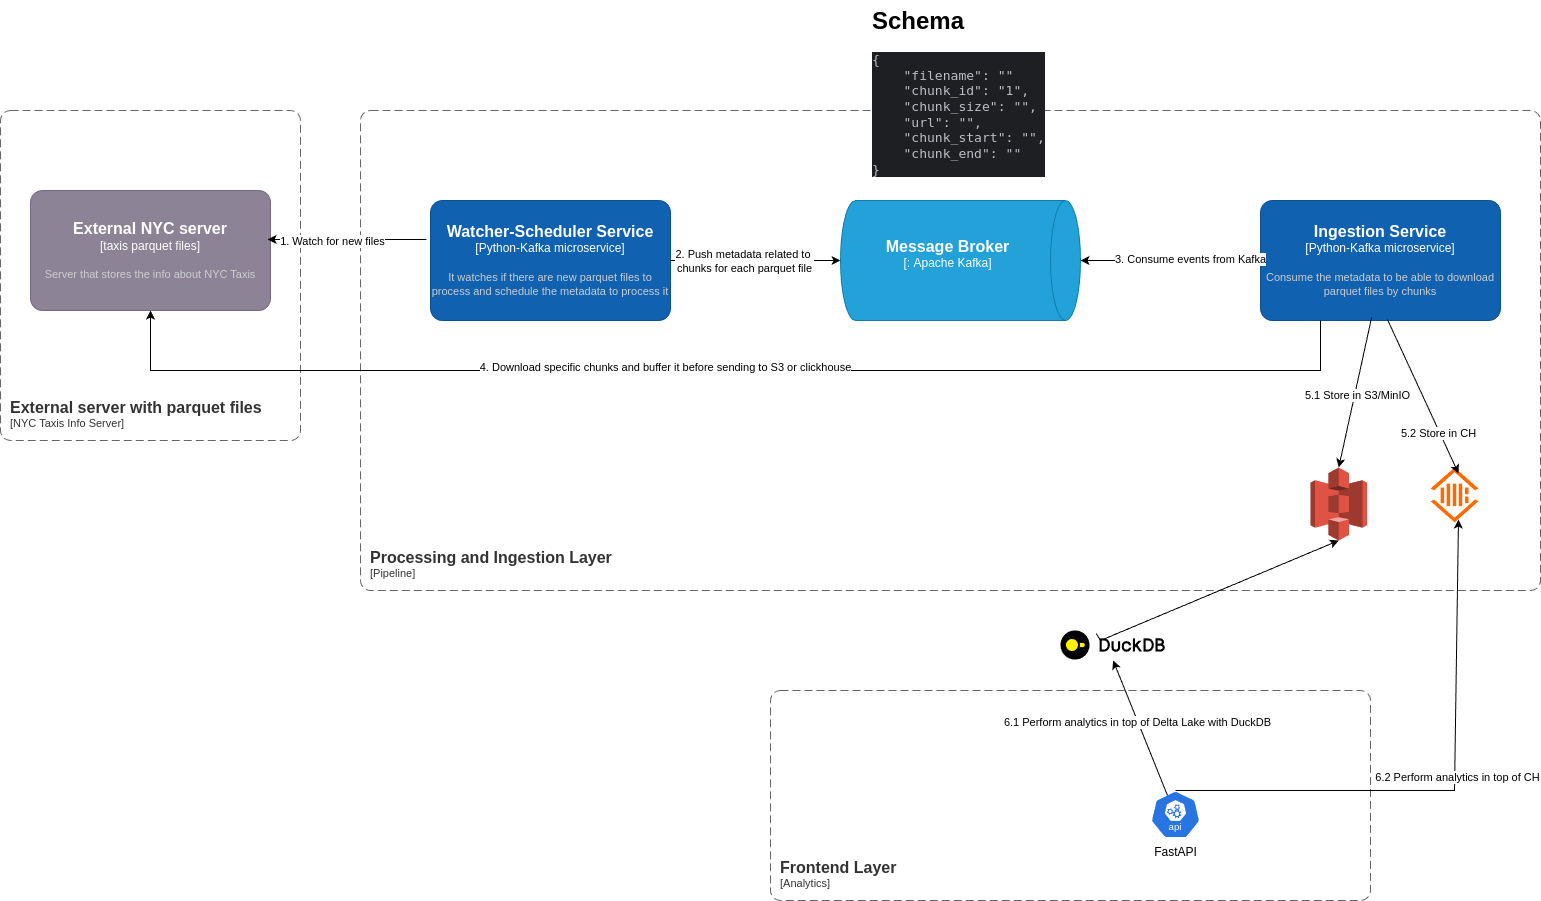 Schema
{
    "filename": ""
    "chunk_id": "1",
    "chunk_size": "",
    "url": "",
    "chunk_start": "",
    "chunk_end": ""
}
External NYC server
[taxis parquet files]
Server that stores the info about NYC Taxis
1. Watch for new files
Watcher-Scheduler Service
[Python-Kafka microservice]
It watches if there are new parquet files to
process and schedule the metadata to process it
2. Push metadata related to
chunks for each parquet file
Message Broker
[: Apache Kafka]
3. Consume events from Kafka
Ingestion Service
[Python-Kafka microservice]
Consume the metadata to be able to download
parquet files by chunks
4. Download specific chunks and buffer it before sending to S3 or clickhouse
External server with parquet files
[NYC Taxis Info Server]
5.1 Store in S3/MinIO
5.2 Store in CH
Processing and Ingestion Layer
[Pipeline]
DuckDB
6.1 Perform analytics in top of Delta Lake with DuckDB
6.2 Perform analytics in top of CH
api
FastAPI
Frontend Layer
[Analytics]